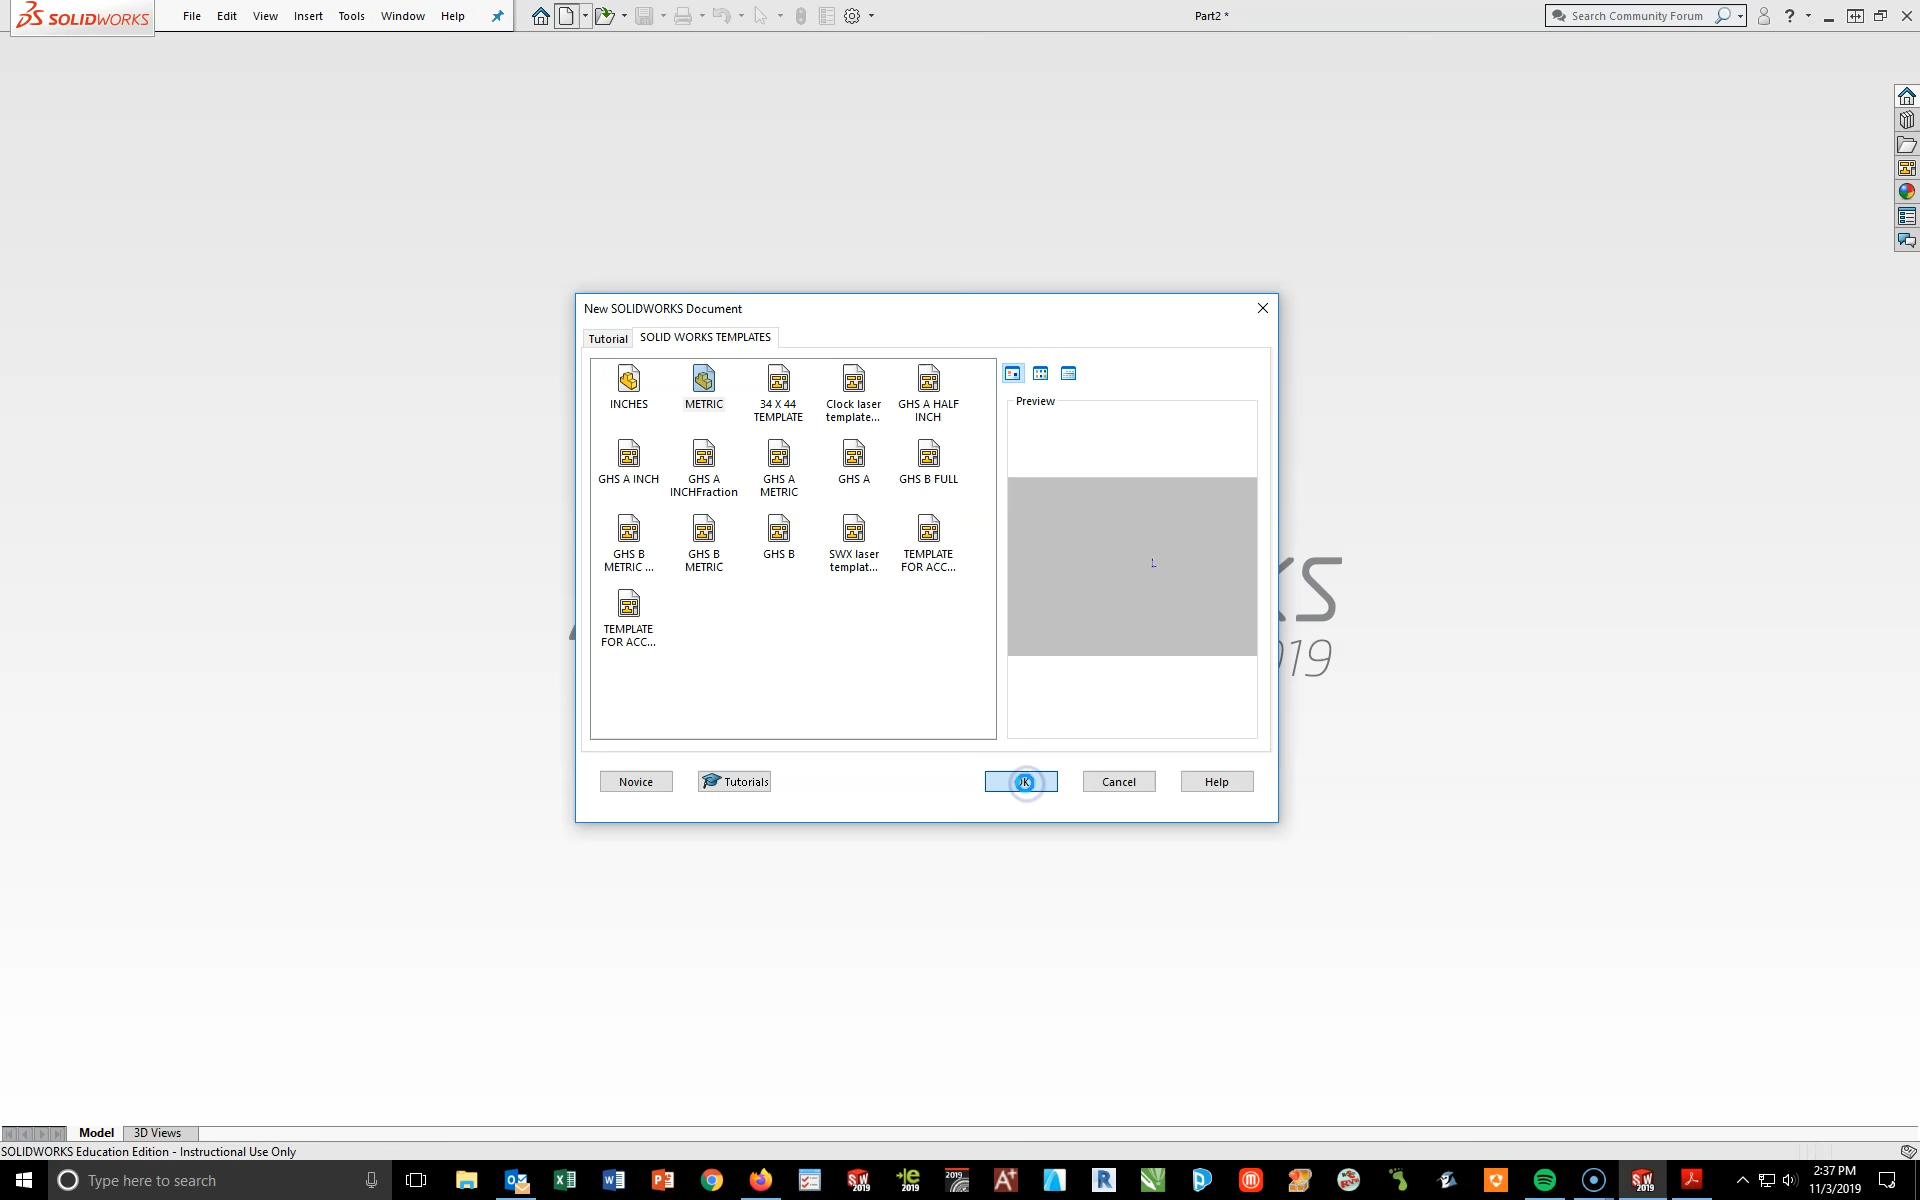 SOLIDWORKS File Edit View Insert Tools Window Help Part2 * Search Community Forum ?
New SOLIDWORKS Document
Tutorial SOLID WORKS TEMPLATES
INCHES METRIC 34 X 44 TEMPLATE Clock laser template... GHS A HALF INCH
Preview
GHS A INCH GHS A INCHFraction GHS A METRIC GHS A GHS B FULL
GHS B METRIC ... GHS B METRIC GHS B SWX laser templat... TEMPLATE FOR ACC...
TEMPLATE FOR ACC...
KS
019
Novice Tutorials OK Cancel Help
Model 3D Views
SOLIDWORKS Education Edition - Instructional Use Only
Type here to search
2:37 PM
11/3/2019